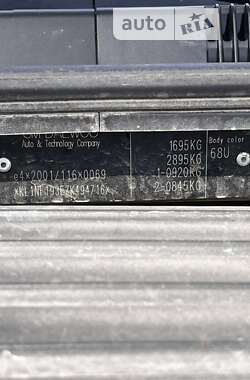 auto RIA
GM DAEWOO
Auto & Technology Company
e4×2001/116×0069
1695KG
2895KG
1-0920KG
2-0845KG
Body color
68U